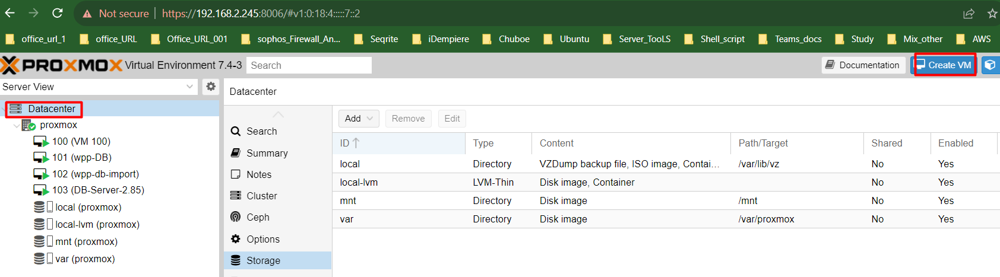 Not secure https://192.168.2.245:8006/#v1:0:18:4:::::7::2
office_url_1 office_URL Office_URL_001 sophos_Firewall_An... Seqrite iDempiere Chuboe Ubuntu Server_TooLS Shell_script Teams_docs Study Mix_other AWS
PROXMOX Virtual Environment 7.4-3 Search Documentation Create VM
Server View
Datacenter
proxmox
100 (VM 100)
101 (wpp-DB)
102 (wpp-db-import)
103 (DB-Server-2.85)
local (proxmox)
local-lvm (proxmox)
mnt (proxmox)
var (proxmox)
Datacenter
Search
Summary
Notes
Cluster
Ceph
Options
Storage
Add Remove Edit
ID Type Content Path/Target Shared Enabled
local Directory VZDump backup file, ISO image, Contai... /var/lib/vz No Yes
local-lvm LVM-Thin Disk image, Container No Yes
mnt Directory Disk image /mnt No Yes
var Directory Disk image /var/proxmox No Yes